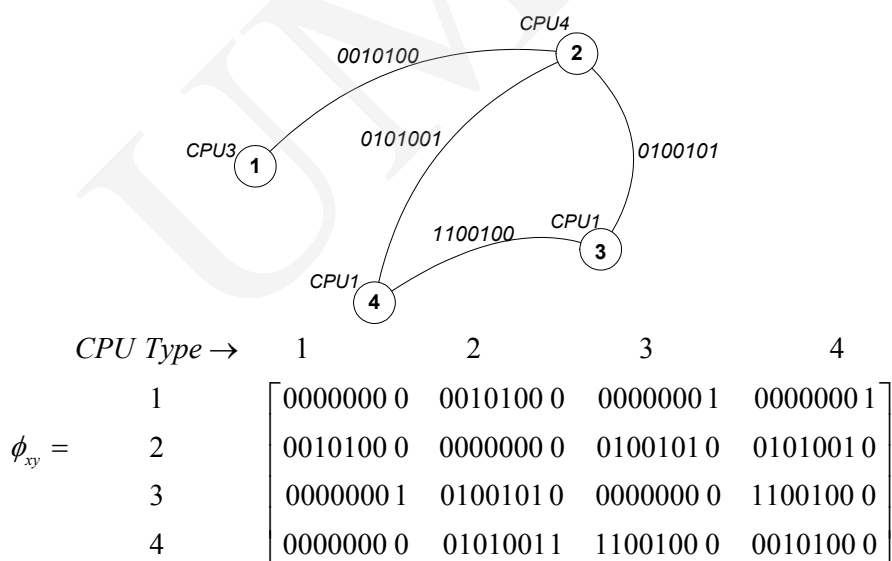 CPU4
2
0010100
0101001
CPU3
1
0100101
CPU1
3
1100100
CPU1
4
CPU Type → 1 2 3 4
1 0000000 0 0010100 0 0000000 1 0000000 1
ϕxy = 2 0010100 0 0000000 0 0100101 0 0101001 0
3 0000000 1 0100101 0 0000000 0 1100100 0
4 0000000 0 0101001 1 1100100 0 0010100 0